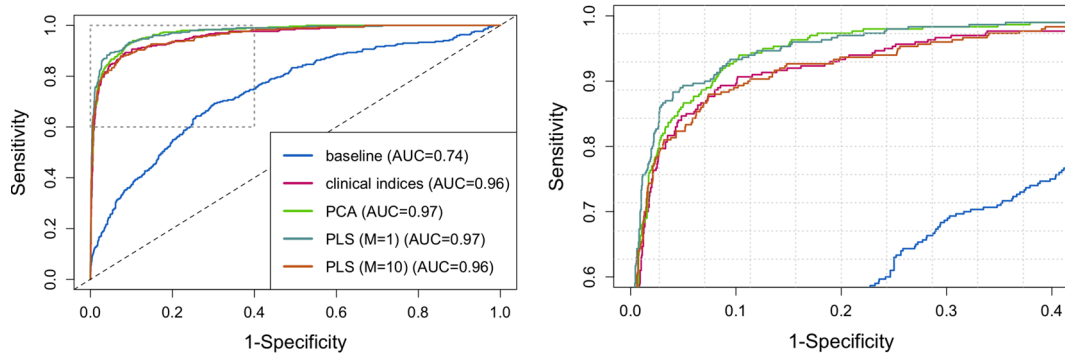 Sensitivity
1.0
0.8
0.6
0.4
0.2
0.0
baseline (AUC=0.74)
clinical indices (AUC=0.96)
PCA (AUC=0.97)
PLS (M=1) (AUC=0.97)
PLS (M=10) (AUC=0.96)
0.0 0.2 0.4 0.6 0.8 1.0
1-Specificity
Sensitivity
1.0
0.9
0.8
0.7
0.6
0.0 0.1 0.2 0.3 0.4
1-Specificity